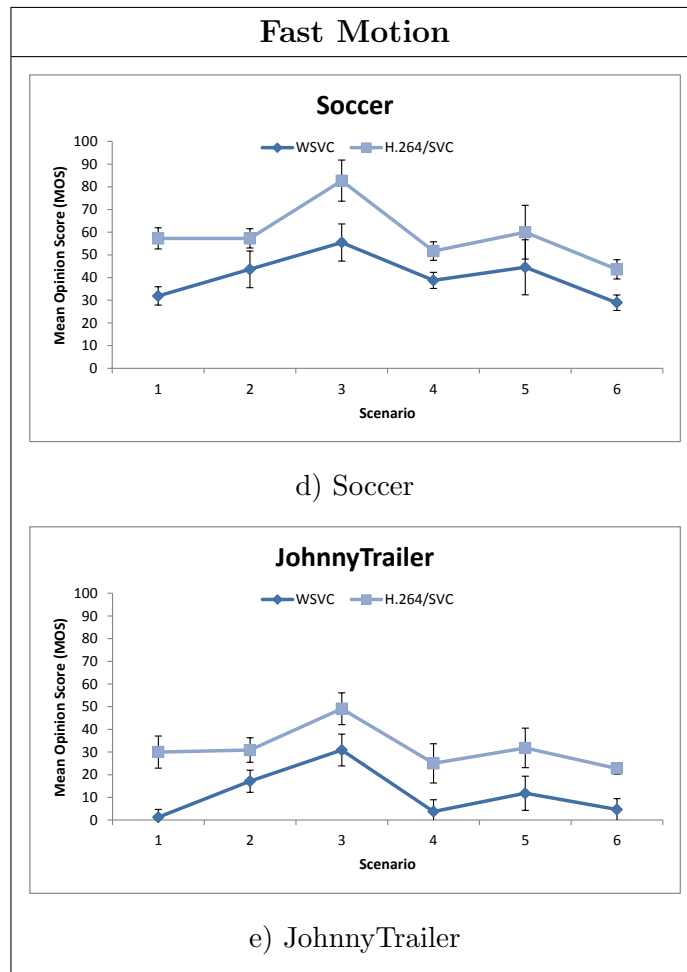 Fast Motion
Soccer
WSVC H.264/SVC
Mean Opinion Score (MOS)
100
90
80
70
60
50
40
30
20
10
0
1 2 3 4 5 6
Scenario
d) Soccer
JohnnyTrailer
WSVC H.264/SVC
Mean Opinion Score (MOS)
100
90
80
70
60
50
40
30
20
10
0
1 2 3 4 5 6
Scenario
e) JohnnyTrailer